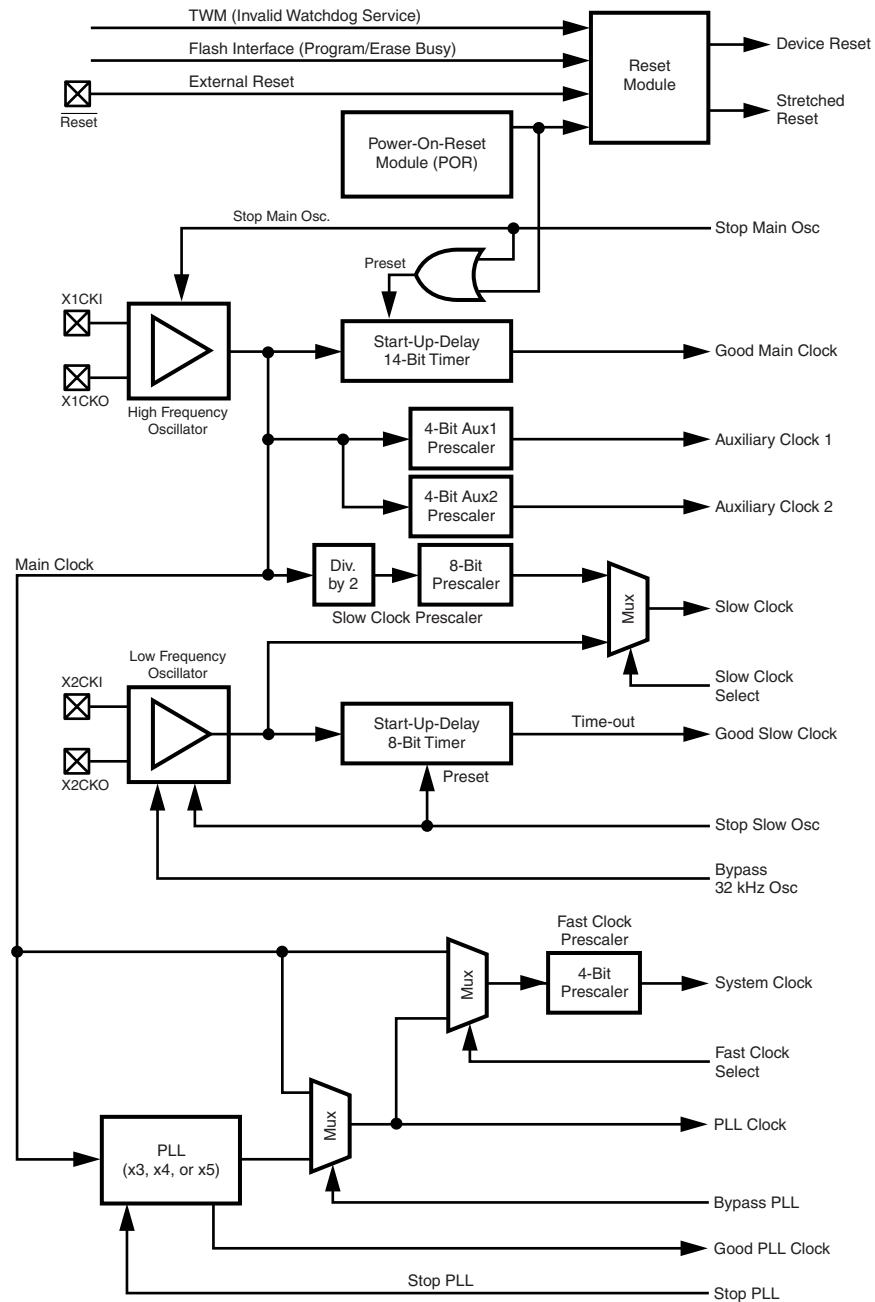 TWM (Invalid Watchdog Service)
Flash Interface (Program/Erase Busy)
External Reset
Reset
Reset
Module
Device Reset
Stretched
Reset
Power-On-Reset
Module (POR)
Stop Main Osc.
Stop Main Osc
Preset
X1CKI
X1CKO
High Frequency
Oscillator
Start-Up-Delay
14-Bit Timer
Good Main Clock
4-Bit Aux1
Prescaler
Auxiliary Clock 1
4-Bit Aux2
Prescaler
Auxiliary Clock 2
Main Clock
Div.
by 2
8-Bit
Prescaler
Slow Clock Prescaler
Mux
Slow Clock
Slow Clock
Select
Low Frequency
Oscillator
X2CKI
X2CKO
Start-Up-Delay
8-Bit Timer
Time-out
Good Slow Clock
Preset
Stop Slow Osc
Bypass
32 kHz Osc
Fast Clock
Prescaler
Mux
4-Bit
Prescaler
System Clock
Fast Clock
Select
Mux
PLL Clock
PLL
(x3, x4, or x5)
Bypass PLL
Good PLL Clock
Stop PLL
Stop PLL